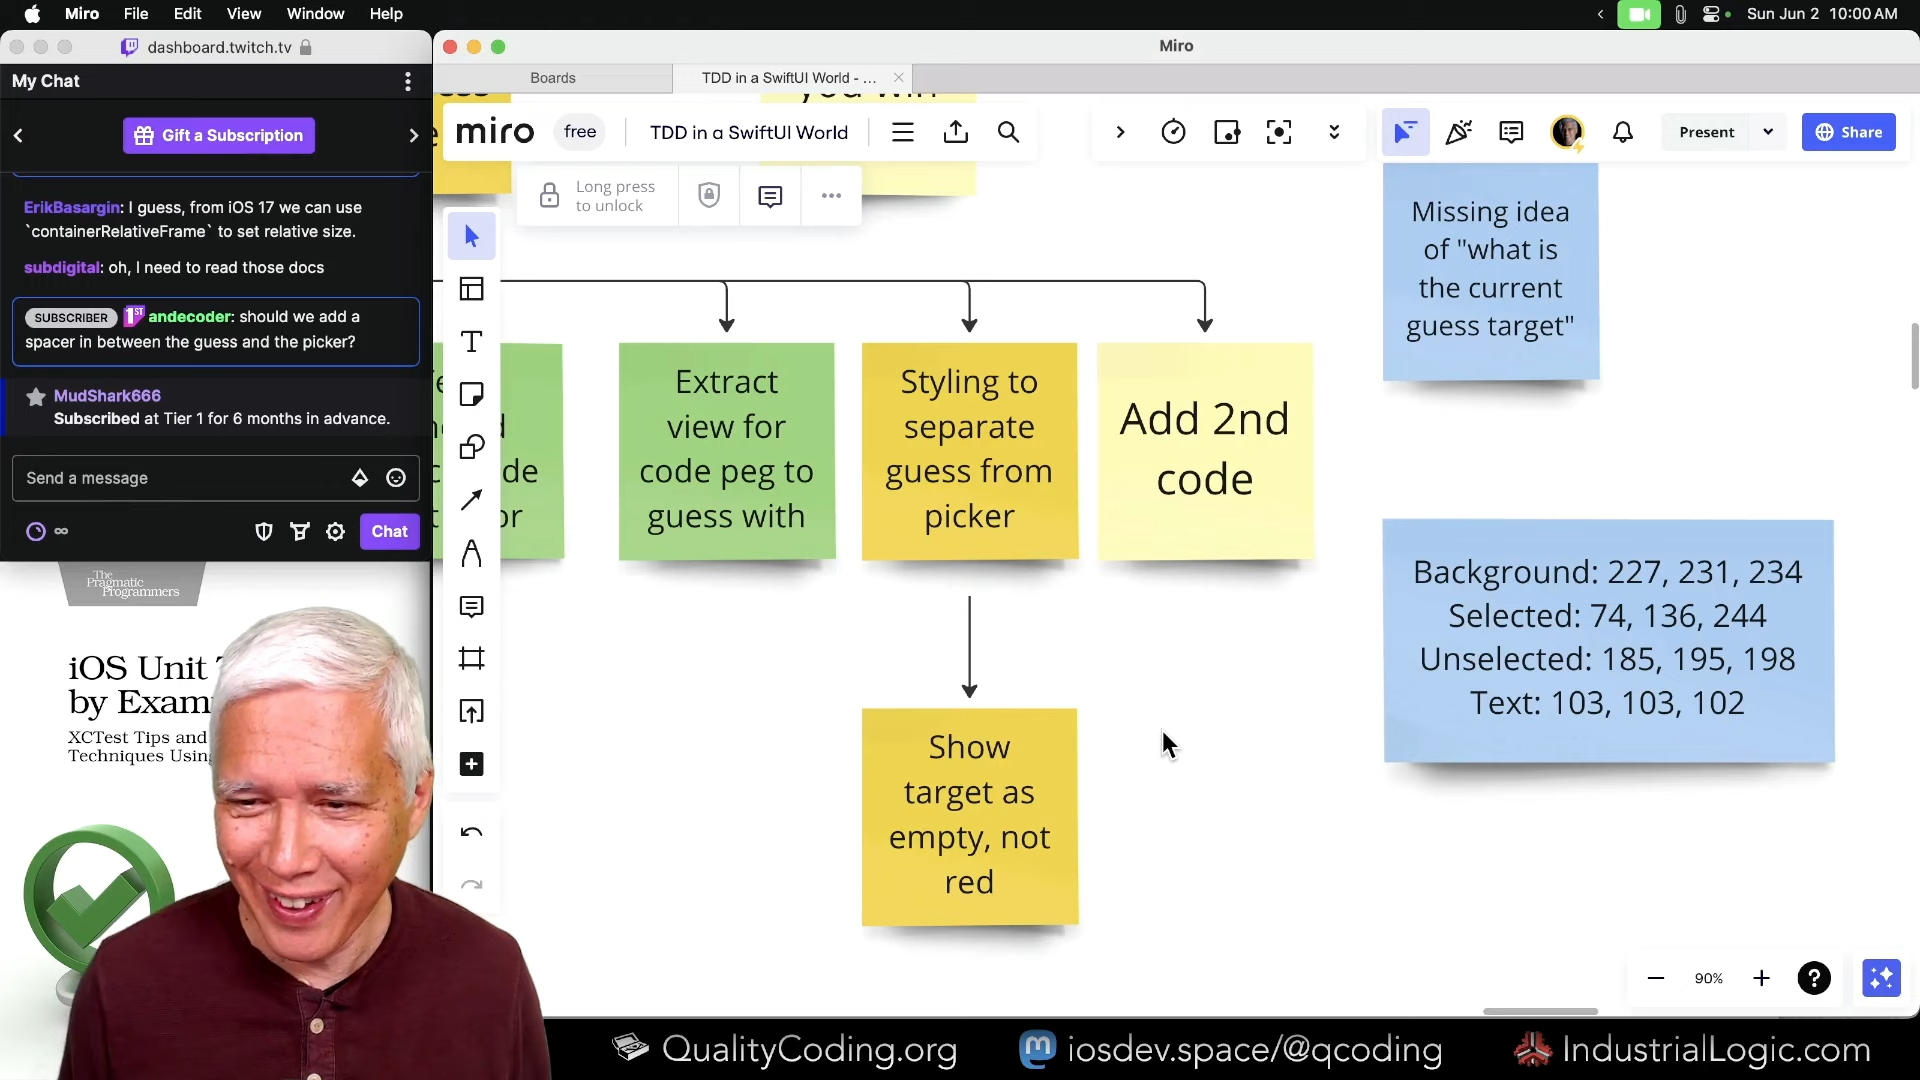 Miro File Edit View Window Help
Sun Jun 2 10:00 AM
dashboard.twitch.tv
My Chat
Gift a Subscription
ErikBasargin: I guess, from iOS 17 we can use
`containerRelativeFrame` to set relative size.
subdigital: oh, I need to read those docs
SUBSCRIBER 1ST andecoder: should we add a
spacer in between the guess and the picker?
MudShark666
Subscribed at Tier 1 for 6 months in advance.
Send a message
∞
Chat
The
Pragmatic
Programmers
iOS Unit
by Exam
XCTest Tips and
Techniques Using
Miro
Boards
TDD in a SwiftUI World - ...
you win
miro
free
TDD in a SwiftUI World
Present
Share
Long press
to unlock
Missing idea
of "what is
the current
guess target"
Extract
view for
code peg to
guess with
Styling to
separate
guess from
picker
Add 2nd
code
Show
target as
empty, not
red
Background: 227, 231, 234
Selected: 74, 136, 244
Unselected: 185, 195, 198
Text: 103, 103, 102
90%
QualityCoding.org
iosdev.space/@qcoding
IndustrialLogic.com